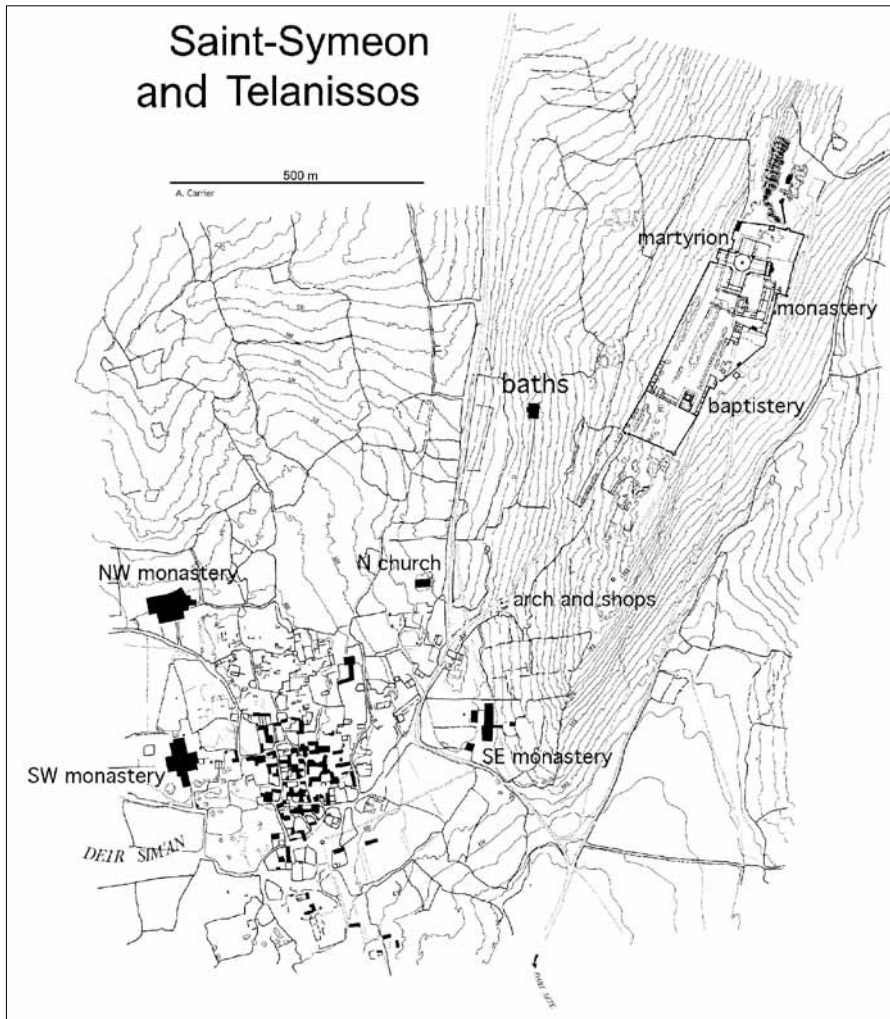 Saint-Symeon
and Telanissos
500 m
A. Carrier
martyrion
monastery
baths
baptistery
NW monastery
N church
arch and shops
SE monastery
SW monastery
DEIR SIM'AN